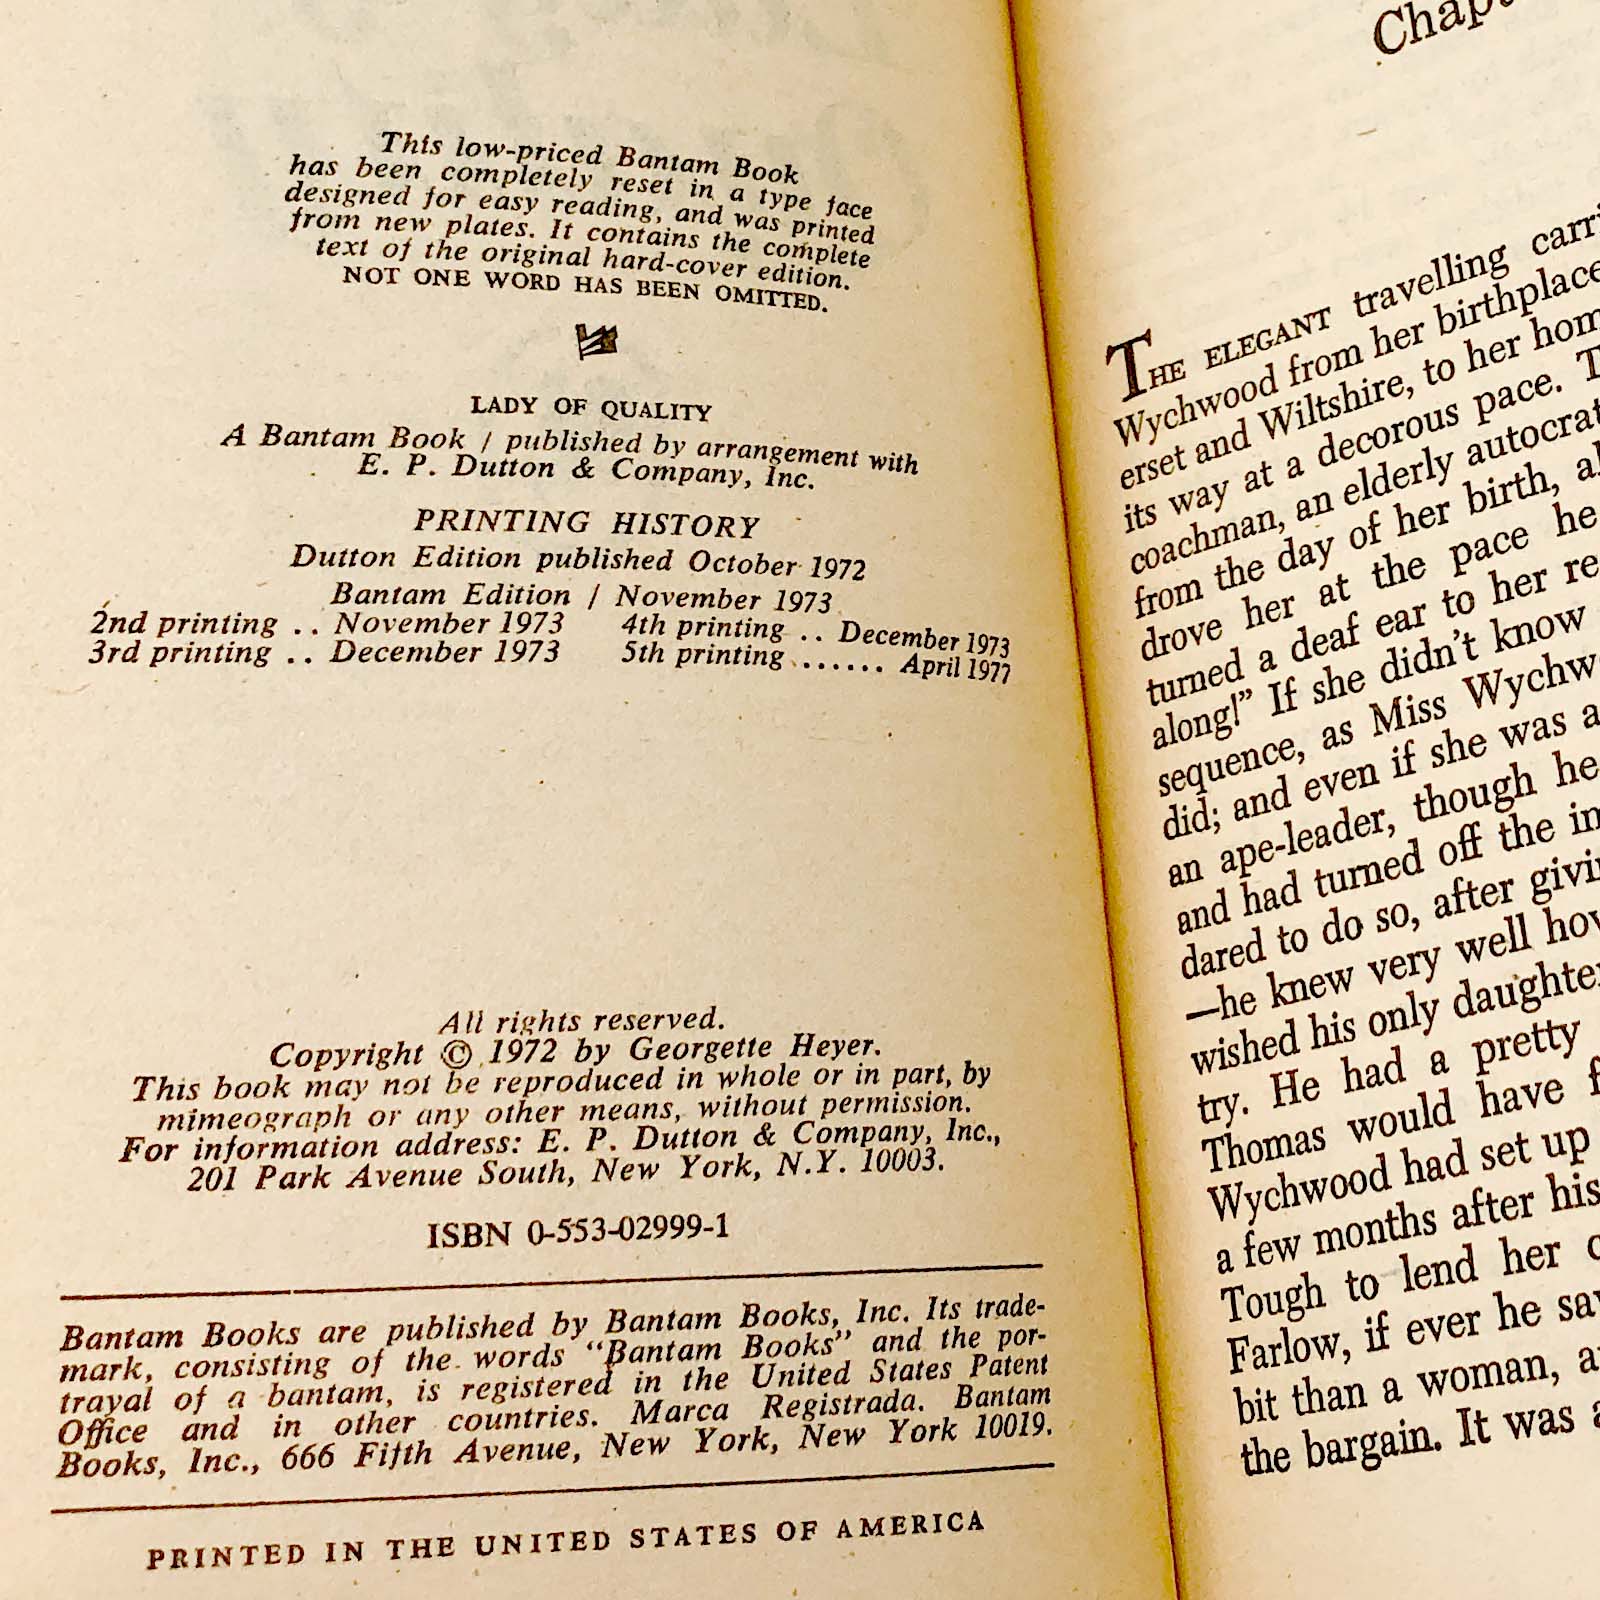 This low-priced Bantam Book
has been completely reset in a type face
designed for easy reading, and was printed
from new plates. It contains the complete
text of the original hard-cover edition.
NOT ONE WORD HAS BEEN OMITTED.
LADY OF QUALITY
A Bantam Book / published by arrangement with
E. P. Dutton & Company, Inc.
PRINTING HISTORY
Dutton Edition published October 1972
Bantam Edition / November 1973
2nd printing .. November 1973 4th printing .. December 1973
3rd printing .. December 1973 5th printing ....... April 1977
All rights reserved.
Copyright © 1972 by Georgette Heyer.
This book may not be reproduced in whole or in part, by
mimeograph or any other means, without permission.
For information address: E. P. Dutton & Company, Inc.,
201 Park Avenue South, New York, N.Y. 10003.
ISBN 0-553-02999-1
Bantam Books are published by Bantam Books, Inc. Its trade-
mark, consisting of the words "Bantam Books" and the por-
trayal of a bantam, is registered in the United States Patent
Office and in other countries. Marca Registrada. Bantam
Books, Inc., 666 Fifth Avenue, New York, New York 10019.
PRINTED IN THE UNITED STATES OF AMERICA
THE ELEGANT travelling
Wychwood from her birthplace
erset and Wiltshire, to her
its way at a decorous pace.
coachman, an elderly autocrat
from the day of her birth,
drove her at the pace he
turned a deaf ear to her
along!" If she didn't know
sequence, as Miss
did; and even if she was
an ape-leader, though he
and had turned off the
dared to do so, after
—he knew very well
wished his only daughter
try. He had a pretty
Thomas would have
Wychwood had set up
a few months after his
Tough to lend her
Farlow, if ever he
bit than a woman,
the bargain. It was